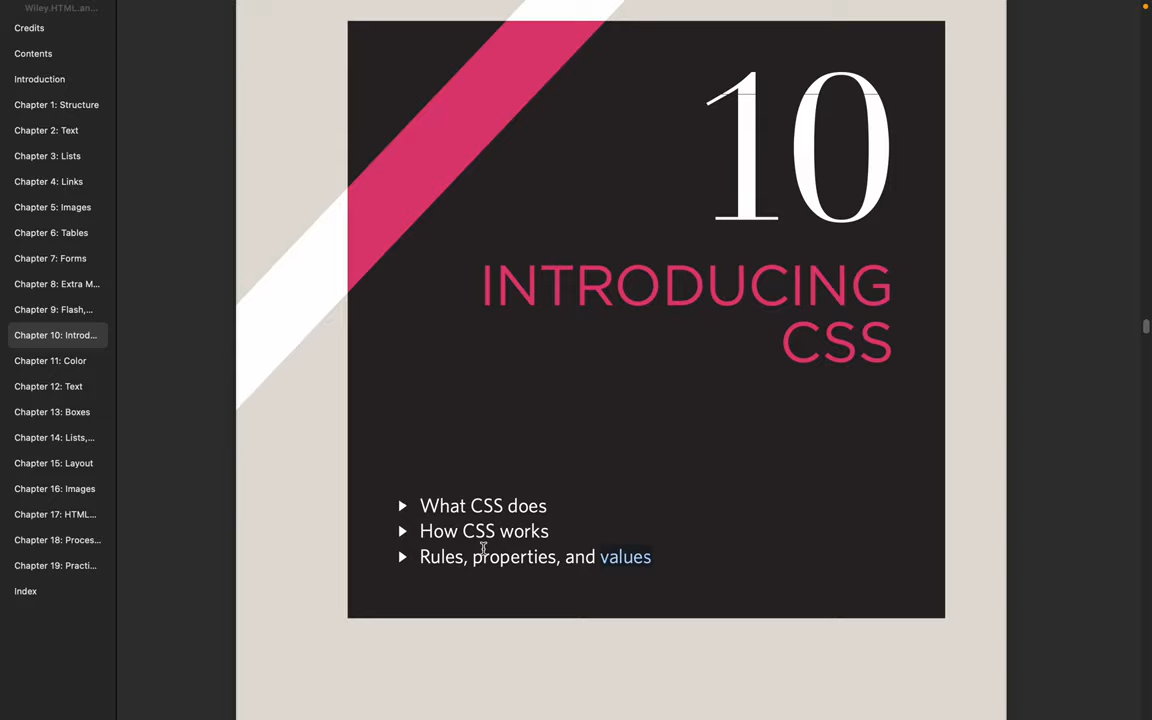 Wiley.HTML.an...
Credits
Contents
Introduction
Chapter 1: Structure
Chapter 2: Text
Chapter 3: Lists
Chapter 4: Links
Chapter 5: Images
Chapter 6: Tables
Chapter 7: Forms
Chapter 8: Extra M...
Chapter 9: Flash,...
Chapter 10: Introd...
Chapter 11: Color
Chapter 12: Text
Chapter 13: Boxes
Chapter 14: Lists,...
Chapter 15: Layout
Chapter 16: Images
Chapter 17: HTML...
Chapter 18: Proces...
Chapter 19: Practi...
Index
10
INTRODUCING
CSS
What CSS does
How CSS works
Rules, properties, and values